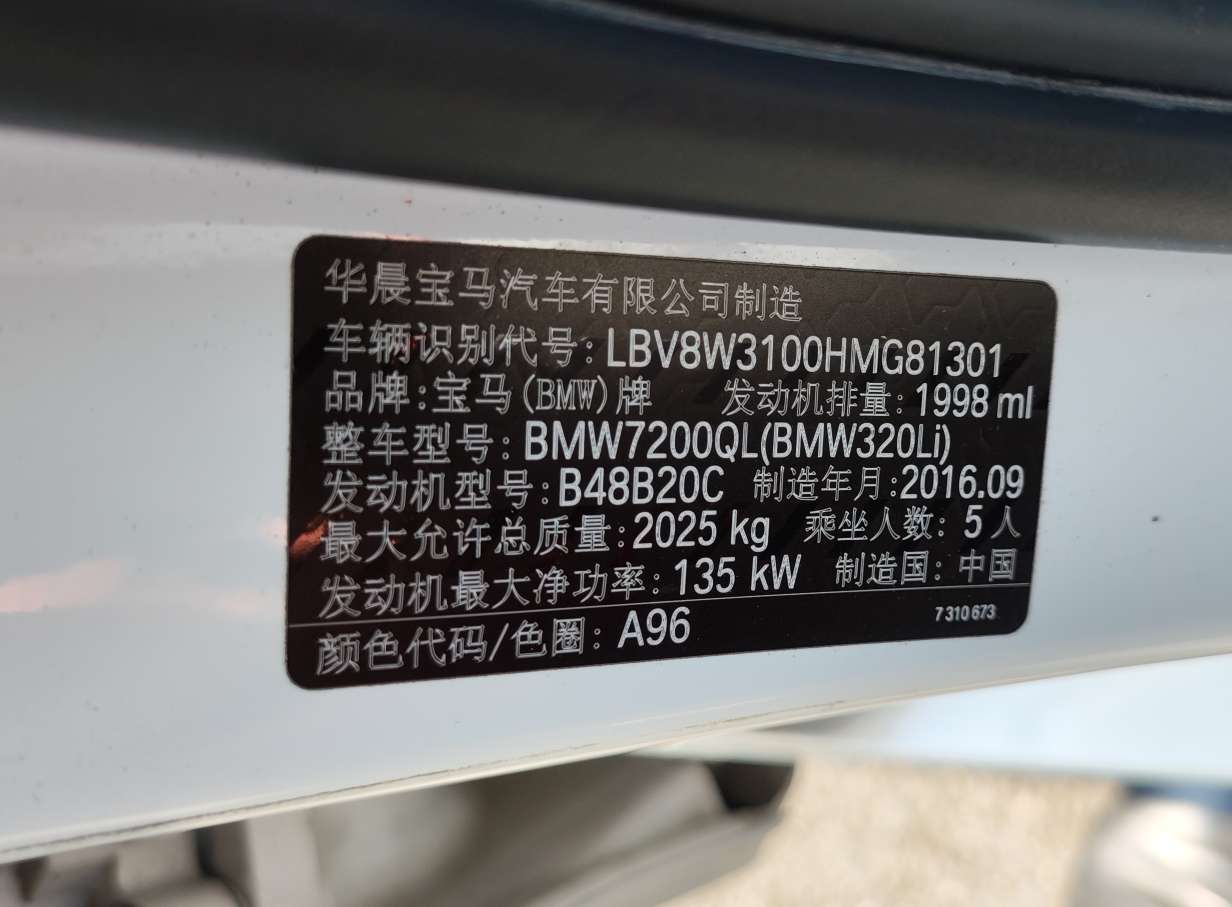 华晨宝马汽车有限公司制造
车辆识别代号:LBV8W3100HMG81301
品牌:宝马(BMW)牌 发动机排量:1998 ml
整车型号:BMW7200QL(BMW320Li)
发动机型号:B48B20C 制造年月:2016.09
最大允许总质量:2025 kg 乘坐人数:5人
发动机最大净功率:135 kW 制造国:中国
颜色代码/色圈:A96 7 310 673